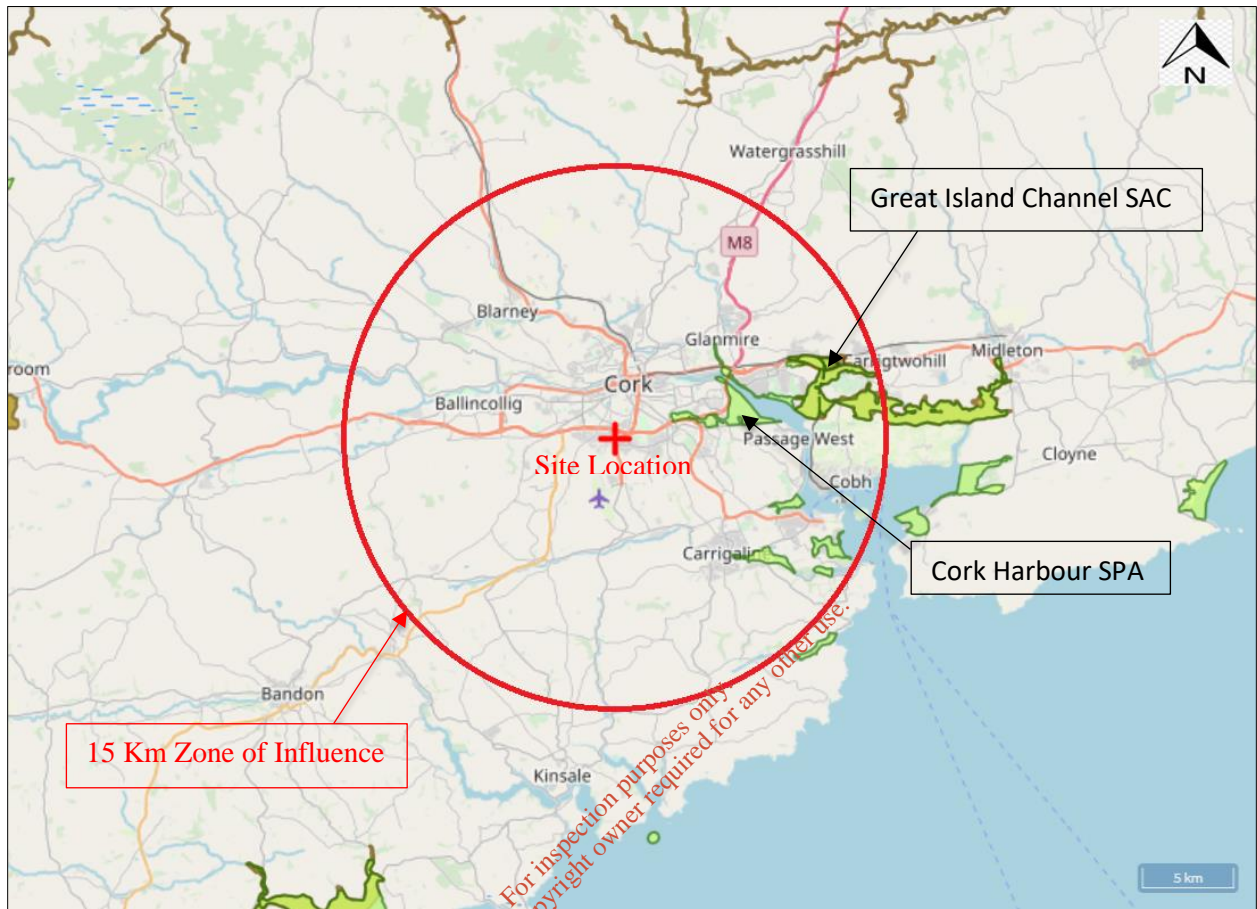 N
Watergrasshill
Great Island Channel SAC
M8
Blarney
Glanmire
Carrigtwohill
Midleton
room
Cork
Ballincollig
Passage West
Site Location
Cloyne
Cobh
Carrigaline
Cork Harbour SPA
Bandon
15 Km Zone of Influence
Kinsale
For inspection purposes only.
pyright owner required for any other use.
5 km